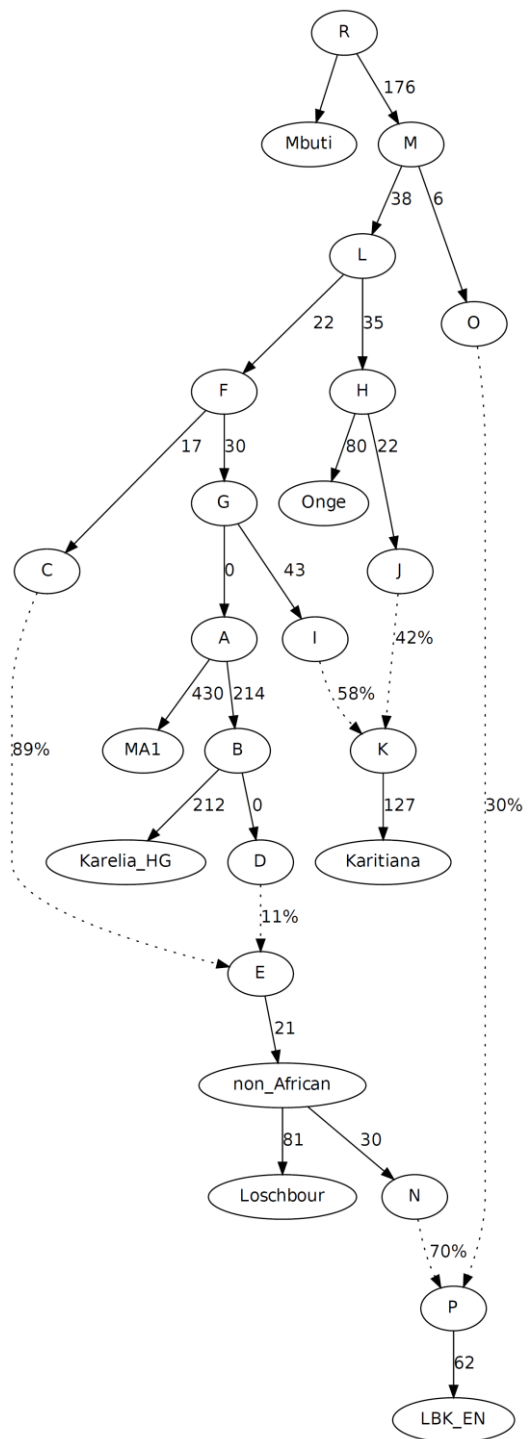 R
176
Mbuti
M
38
6
L
O
22
35
F
H
17
30
80
22
G
Onge
C
0
43
J
A
I
42%
430
214
58%
89%
MA1
B
K
30%
212
0
127
Karelia_HG
D
Karitiana
11%
E
21
non_African
81
30
Loschbour
N
70%
P
62
LBK_EN